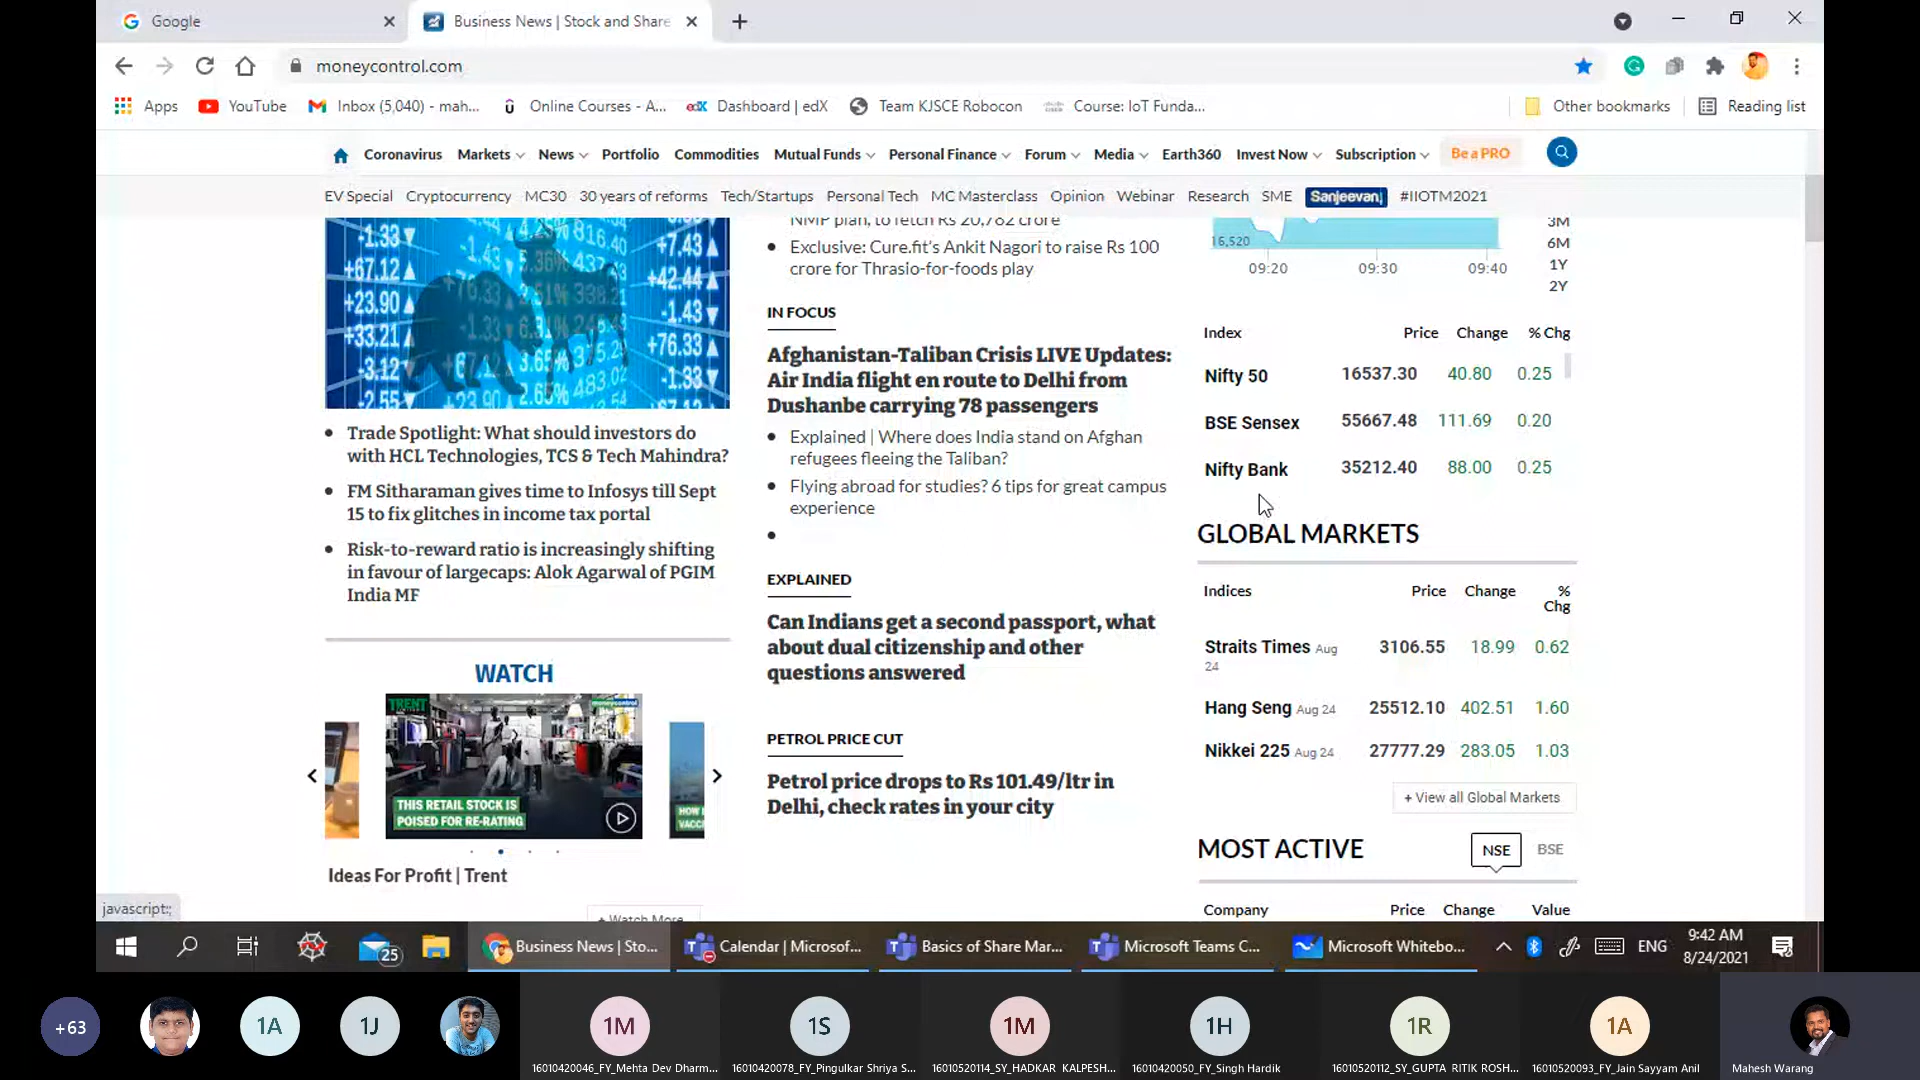 Google
Business News | Stock and Share
moneycontrol.com
Apps
YouTube
Inbox (5,040) - mah...
Online Courses - A...
edX Dashboard | edX
Team KJSCE Robocon
Course: IoT Funda...
Other bookmarks
Reading list
Coronavirus Markets News Portfolio Commodities Mutual Funds Personal Finance Forum Media Earth360 Invest Now Subscription Be a PRO
EV Special Cryptocurrency MC30 30 years of reforms Tech/Startups Personal Tech MC Masterclass Opinion Webinar Research SME Sanjeevani #IIOTM2021
Trade Spotlight: What should investors do
with HCL Technologies, TCS & Tech Mahindra?
FM Sitharaman gives time to Infosys till Sept
15 to fix glitches in income tax portal
Risk-to-reward ratio is increasingly shifting
in favour of largecaps: Alok Agarwal of PGIM
India MF
WATCH
TRENT
moneycontrol
THIS RETAIL STOCK IS
POISED FOR RE-RATING
HOW
VACC
Ideas For Profit | Trent
+ Watch More
NMP plan, to fetch Rs 20,782 crore
Exclusive: Cure.fit's Ankit Nagori to raise Rs 100
crore for Thrasio-for-foods play
IN FOCUS
Afghanistan-Taliban Crisis LIVE Updates:
Air India flight en route to Delhi from
Dushanbe carrying 78 passengers
Explained | Where does India stand on Afghan
refugees fleeing the Taliban?
Flying abroad for studies? 6 tips for great campus
experience
EXPLAINED
Can Indians get a second passport, what
about dual citizenship and other
questions answered
PETROL PRICE CUT
Petrol price drops to Rs 101.49/ltr in
Delhi, check rates in your city
16,520
09:20 09:30 09:40
3M
6M
1Y
2Y
Index Price Change % Chg
Nifty 50 16537.30 40.80 0.25
BSE Sensex 55667.48 111.69 0.20
Nifty Bank 35212.40 88.00 0.25
GLOBAL MARKETS
Indices Price Change %
Chg
Straits Times Aug 3106.55 18.99 0.62
24
Hang Seng Aug 24 25512.10 402.51 1.60
Nikkei 225 Aug 24 27777.29 283.05 1.03
+ View all Global Markets
MOST ACTIVE NSE BSE
Company Price Change Value
javascript:;
25
Business News | Sto...
Calendar | Microsof...
Basics of Share Mar...
Microsoft Teams C...
Microsoft Whitebo...
ENG
9:42 AM
8/24/2021
+63
1A
1J
1M
1S
1M
1H
1R
1A
16010420046_FY_Mehta Dev Dharm...
16010420078_FY_Pingulkar Shriya S...
16010520114_SY_HADKAR KALPESH...
16010420050_FY_Singh Hardik
16010520112_SY_GUPTA RITIK ROSH...
16010520093_FY_Jain Sayyam Anil
Mahesh Warang